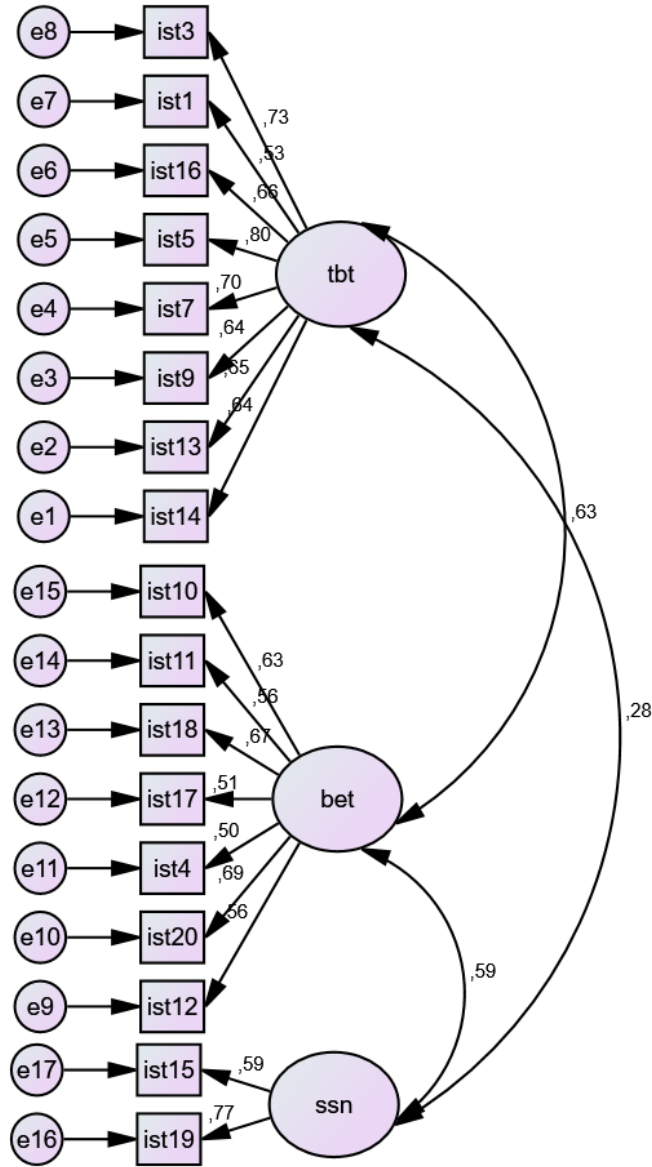 e8 ist3
,73
e7 ist1
,53
e6 ist16
,66
e5 ist5
,80
tbt
e4 ist7
,70
,64
e3 ist9
,65
,64
e2 ist13
e1 ist14
,63
e15 ist10
,63
e14 ist11
,56
,28
e13 ist18
,67
e12 ist17
,51
bet
,50
e11 ist4
,69
,56
e10 ist20
,59
e9 ist12
e17 ist15
,59
ssn
,77
e16 ist19